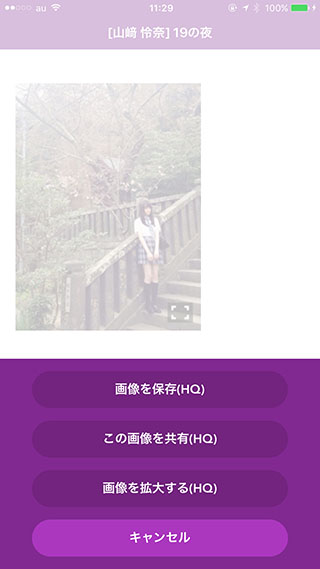 au 11:29 100%
[山﨑 怜奈] 19の夜
画像を保存(HQ)
この画像を共有(HQ)
画像を拡大する(HQ)
キャンセル